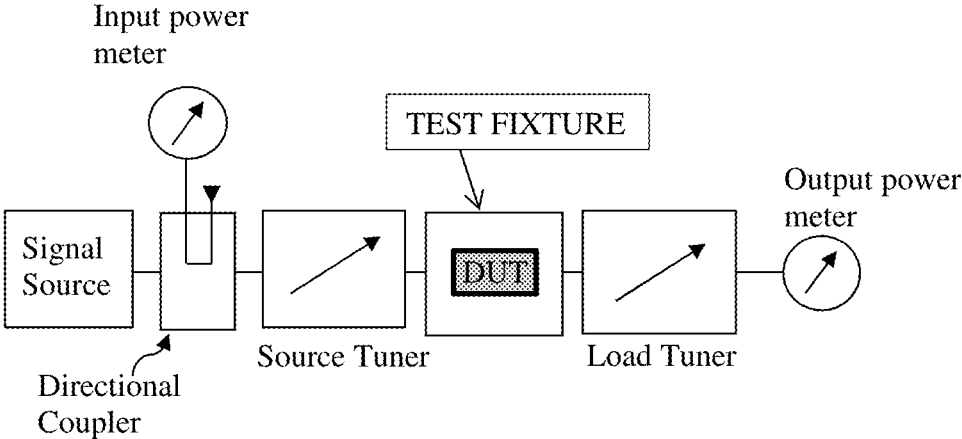 Input power
meter
TEST FIXTURE
Output power
meter
Signal
Source
DUT
Source Tuner
Load Tuner
Directional
Coupler